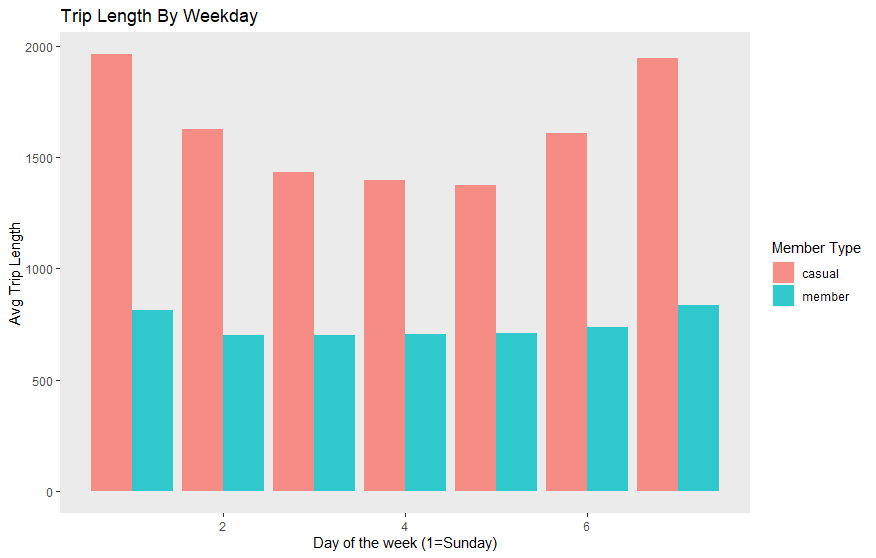 Trip Length By Weekday
Avg Trip Length
2000
1500
1000
500
0
2 4 6
Day of the week (1=Sunday)
Member Type
casual
member